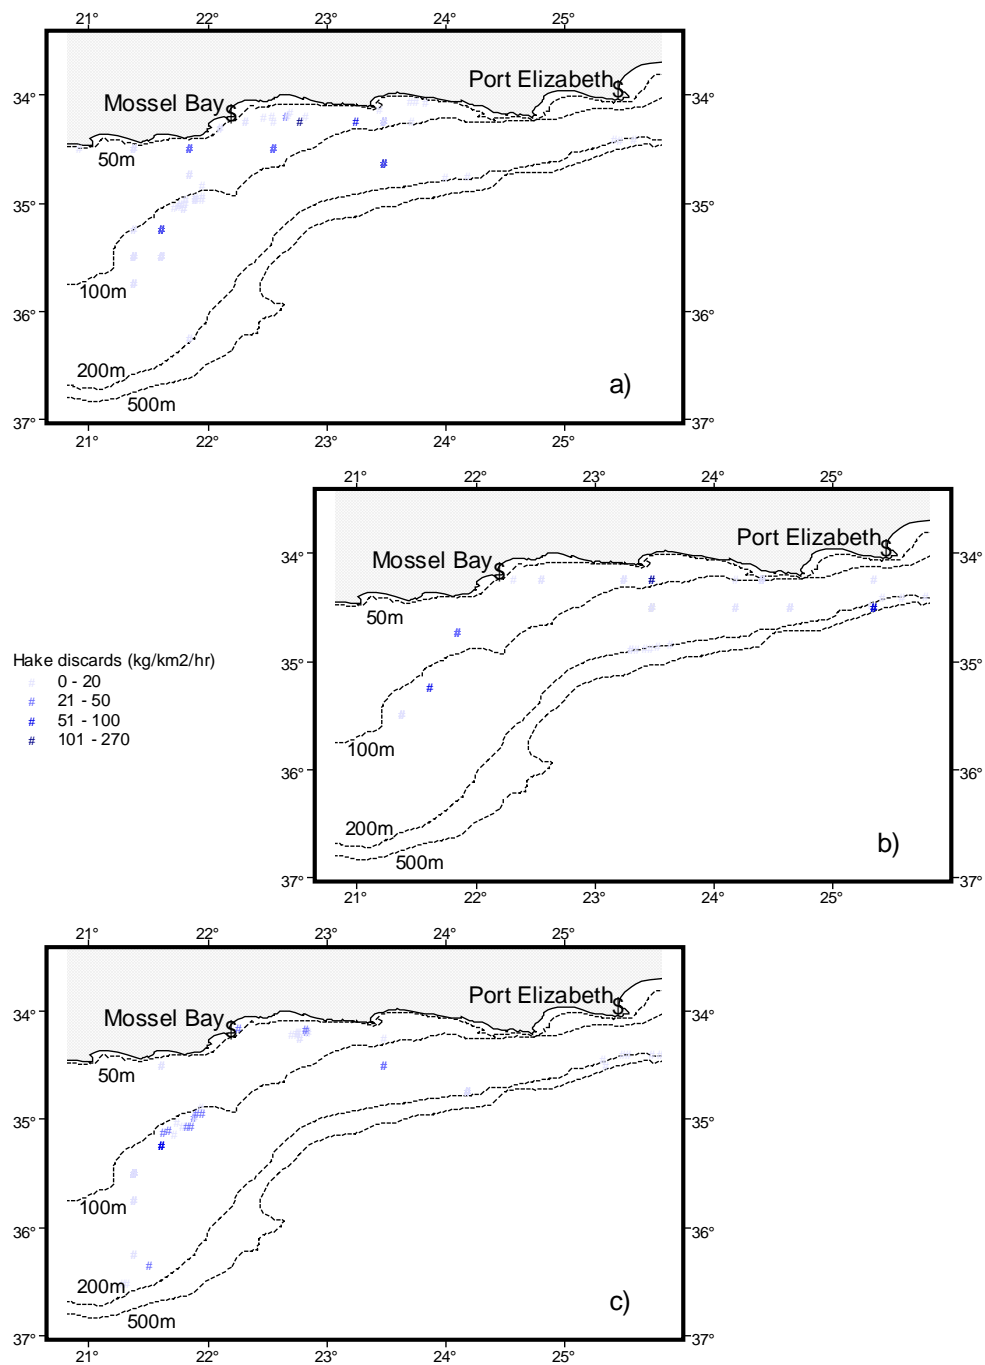 21° 22° 23° 24° 25°
Port Elizabeth $
34° Mossel Bay $ 34°
50m
35° 35°
100m
36° 36°
200m
500m a)
37° 37°
21° 22° 23° 24° 25°
21° 22° 23° 24° 25°
Port Elizabeth $
34° Mossel Bay $ 34°
50m
35° 35°
100m
36° 36°
200m
500m b)
37° 37°
21° 22° 23° 24° 25°
Hake discards (kg/km2/hr)
# 0 - 20
# 21 - 50
# 51 - 100
# 101 - 270
21° 22° 23° 24° 25°
Port Elizabeth $
34° Mossel Bay $ 34°
50m
35° 35°
100m
36° 36°
200m
500m c)
37° 37°
21° 22° 23° 24° 25°